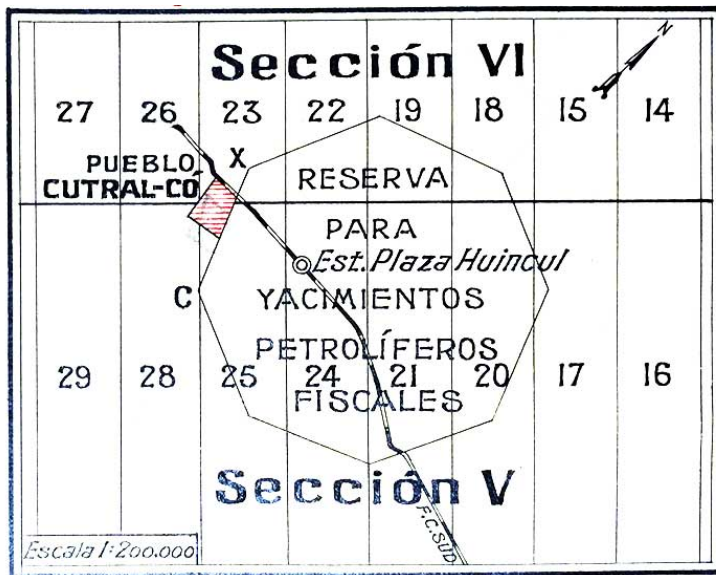 Sección VI
N
27 26 23 22 19 18 15 14
PUEBLO X
CUTRAL-CÓ
RESERVA
PARA
Est. Plaza Huincul
C YACIMIENTOS
PETROLÍFEROS
29 28 25 24 21 20 17 16
FISCALES
Sección V
F.C. SUD
Escala 1:200.000